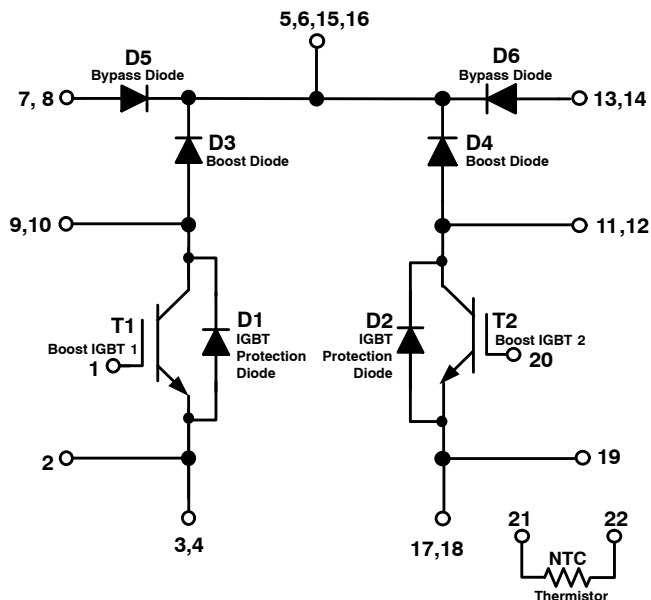 5,6,15,16
D5
Bypass Diode
D6
Bypass Diode
7, 8
13,14
D3
Boost Diode
D4
Boost Diode
9,10
11,12
T1
Boost IGBT 1
1
D1
IGBT
Protection
Diode
D2
IGBT
Protection
Diode
T2
Boost IGBT 2
20
2
19
3,4
17,18
21
22
NTC
Thermistor